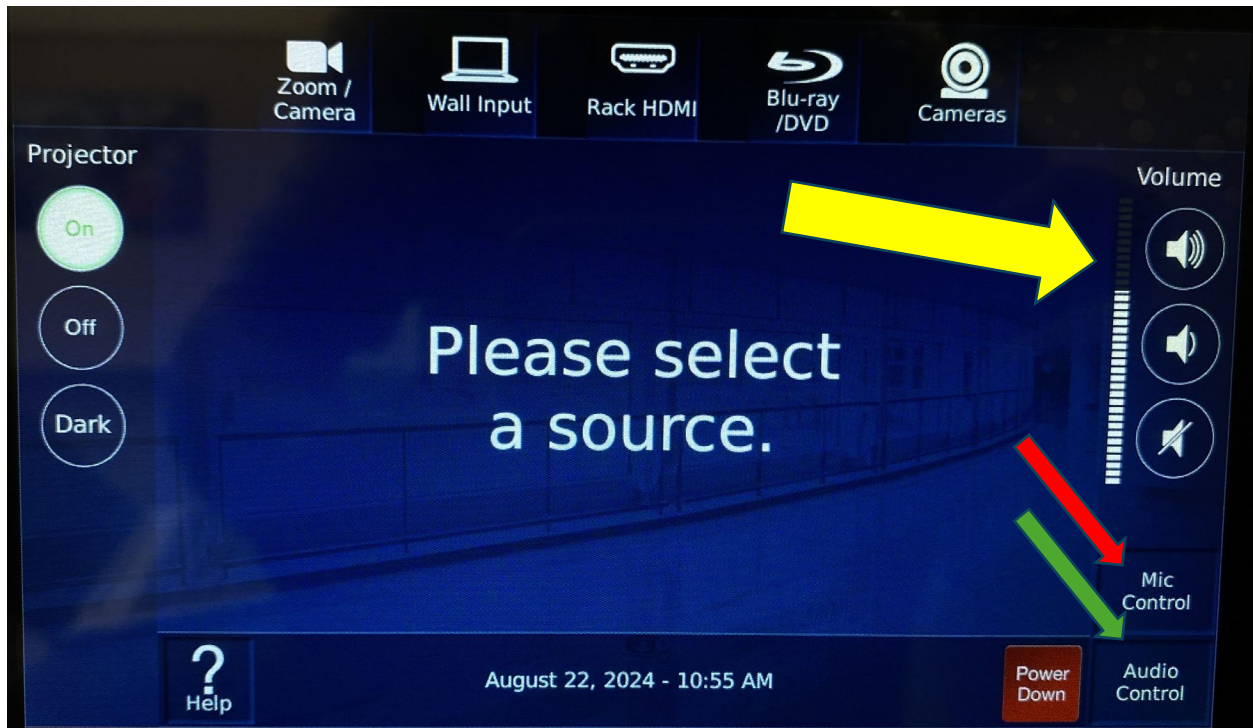 Zoom /
Camera
Wall Input
Rack HDMI
Blu-ray
/DVD
Cameras
Projector
On
Off
Dark
Volume
Please select
a source.
Mic
Control
Help
August 22, 2024 - 10:55 AM
Power
Down
Audio
Control